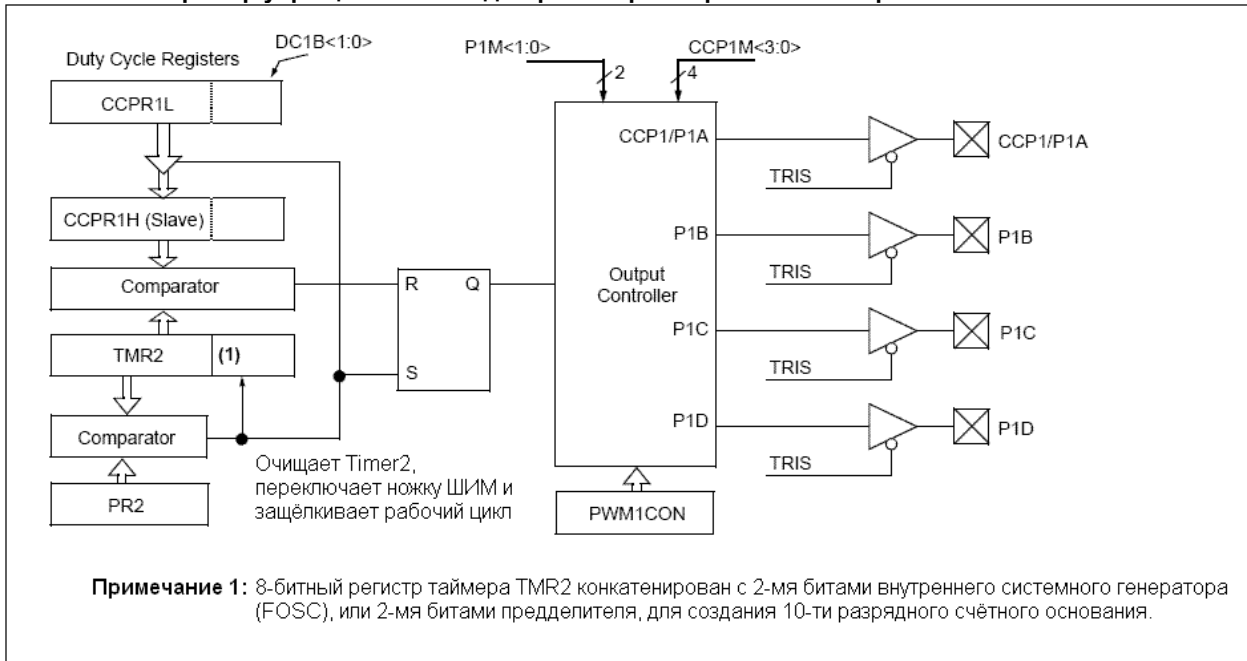 DC1B<1:0>
Duty Cycle Registers
CCPR1L
CCPR1H (Slave)
Comparator
TMR2 (1)
Comparator
PR2
Очищает Timer2,
переключает ножку ШИМ и
защёлкивает рабочий цикл
R Q
S
P1M<1:0> CCP1M<3:0>
2 4
CCP1/P1A
P1B
Output
Controller
P1C
P1D
PWM1CON
TRIS
CCP1/P1A
TRIS
P1B
TRIS
P1C
TRIS
P1D
Примечание 1: 8-битный регистр таймера TMR2 конкатенирован с 2-мя битами внутреннего системного генератора
(FOSC), или 2-мя битами предделителя, для создания 10-ти разрядного счётного основания.